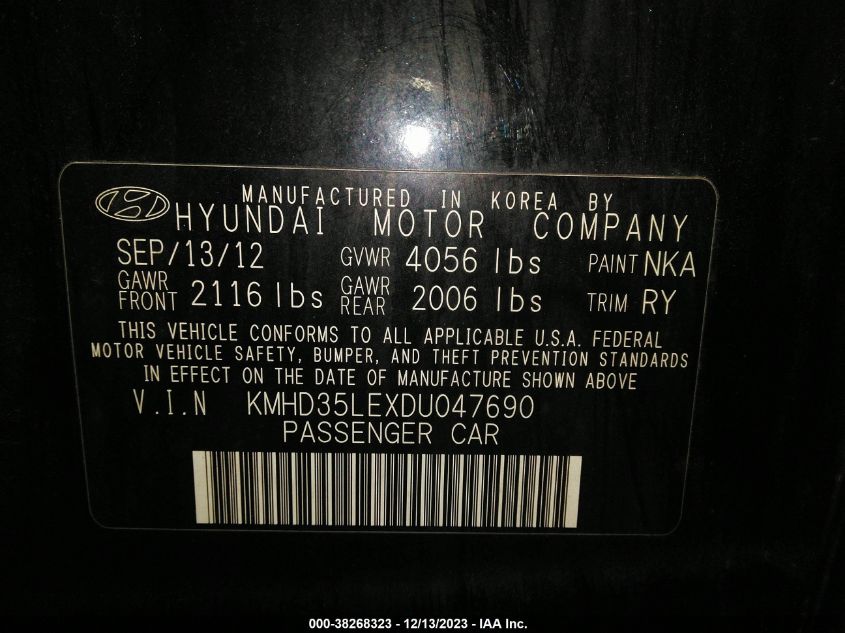 MANUFACTURED IN KOREA BY
HYUNDAI MOTOR COMPANY
SEP/13/12 GVWR 4056 lbs PAINT NKA
GAWR FRONT 2116 lbs GAWR REAR 2006 lbs TRIM RY
THIS VEHICLE CONFORMS TO ALL APPLICABLE U.S.A. FEDERAL
MOTOR VEHICLE SAFETY, BUMPER, AND THEFT PREVENTION STANDARDS
IN EFFECT ON THE DATE OF MANUFACTURE SHOWN ABOVE
V.I.N KMHD35LEXDU047690
PASSENGER CAR
000-38268323 - 12/13/2023 - IAA Inc.